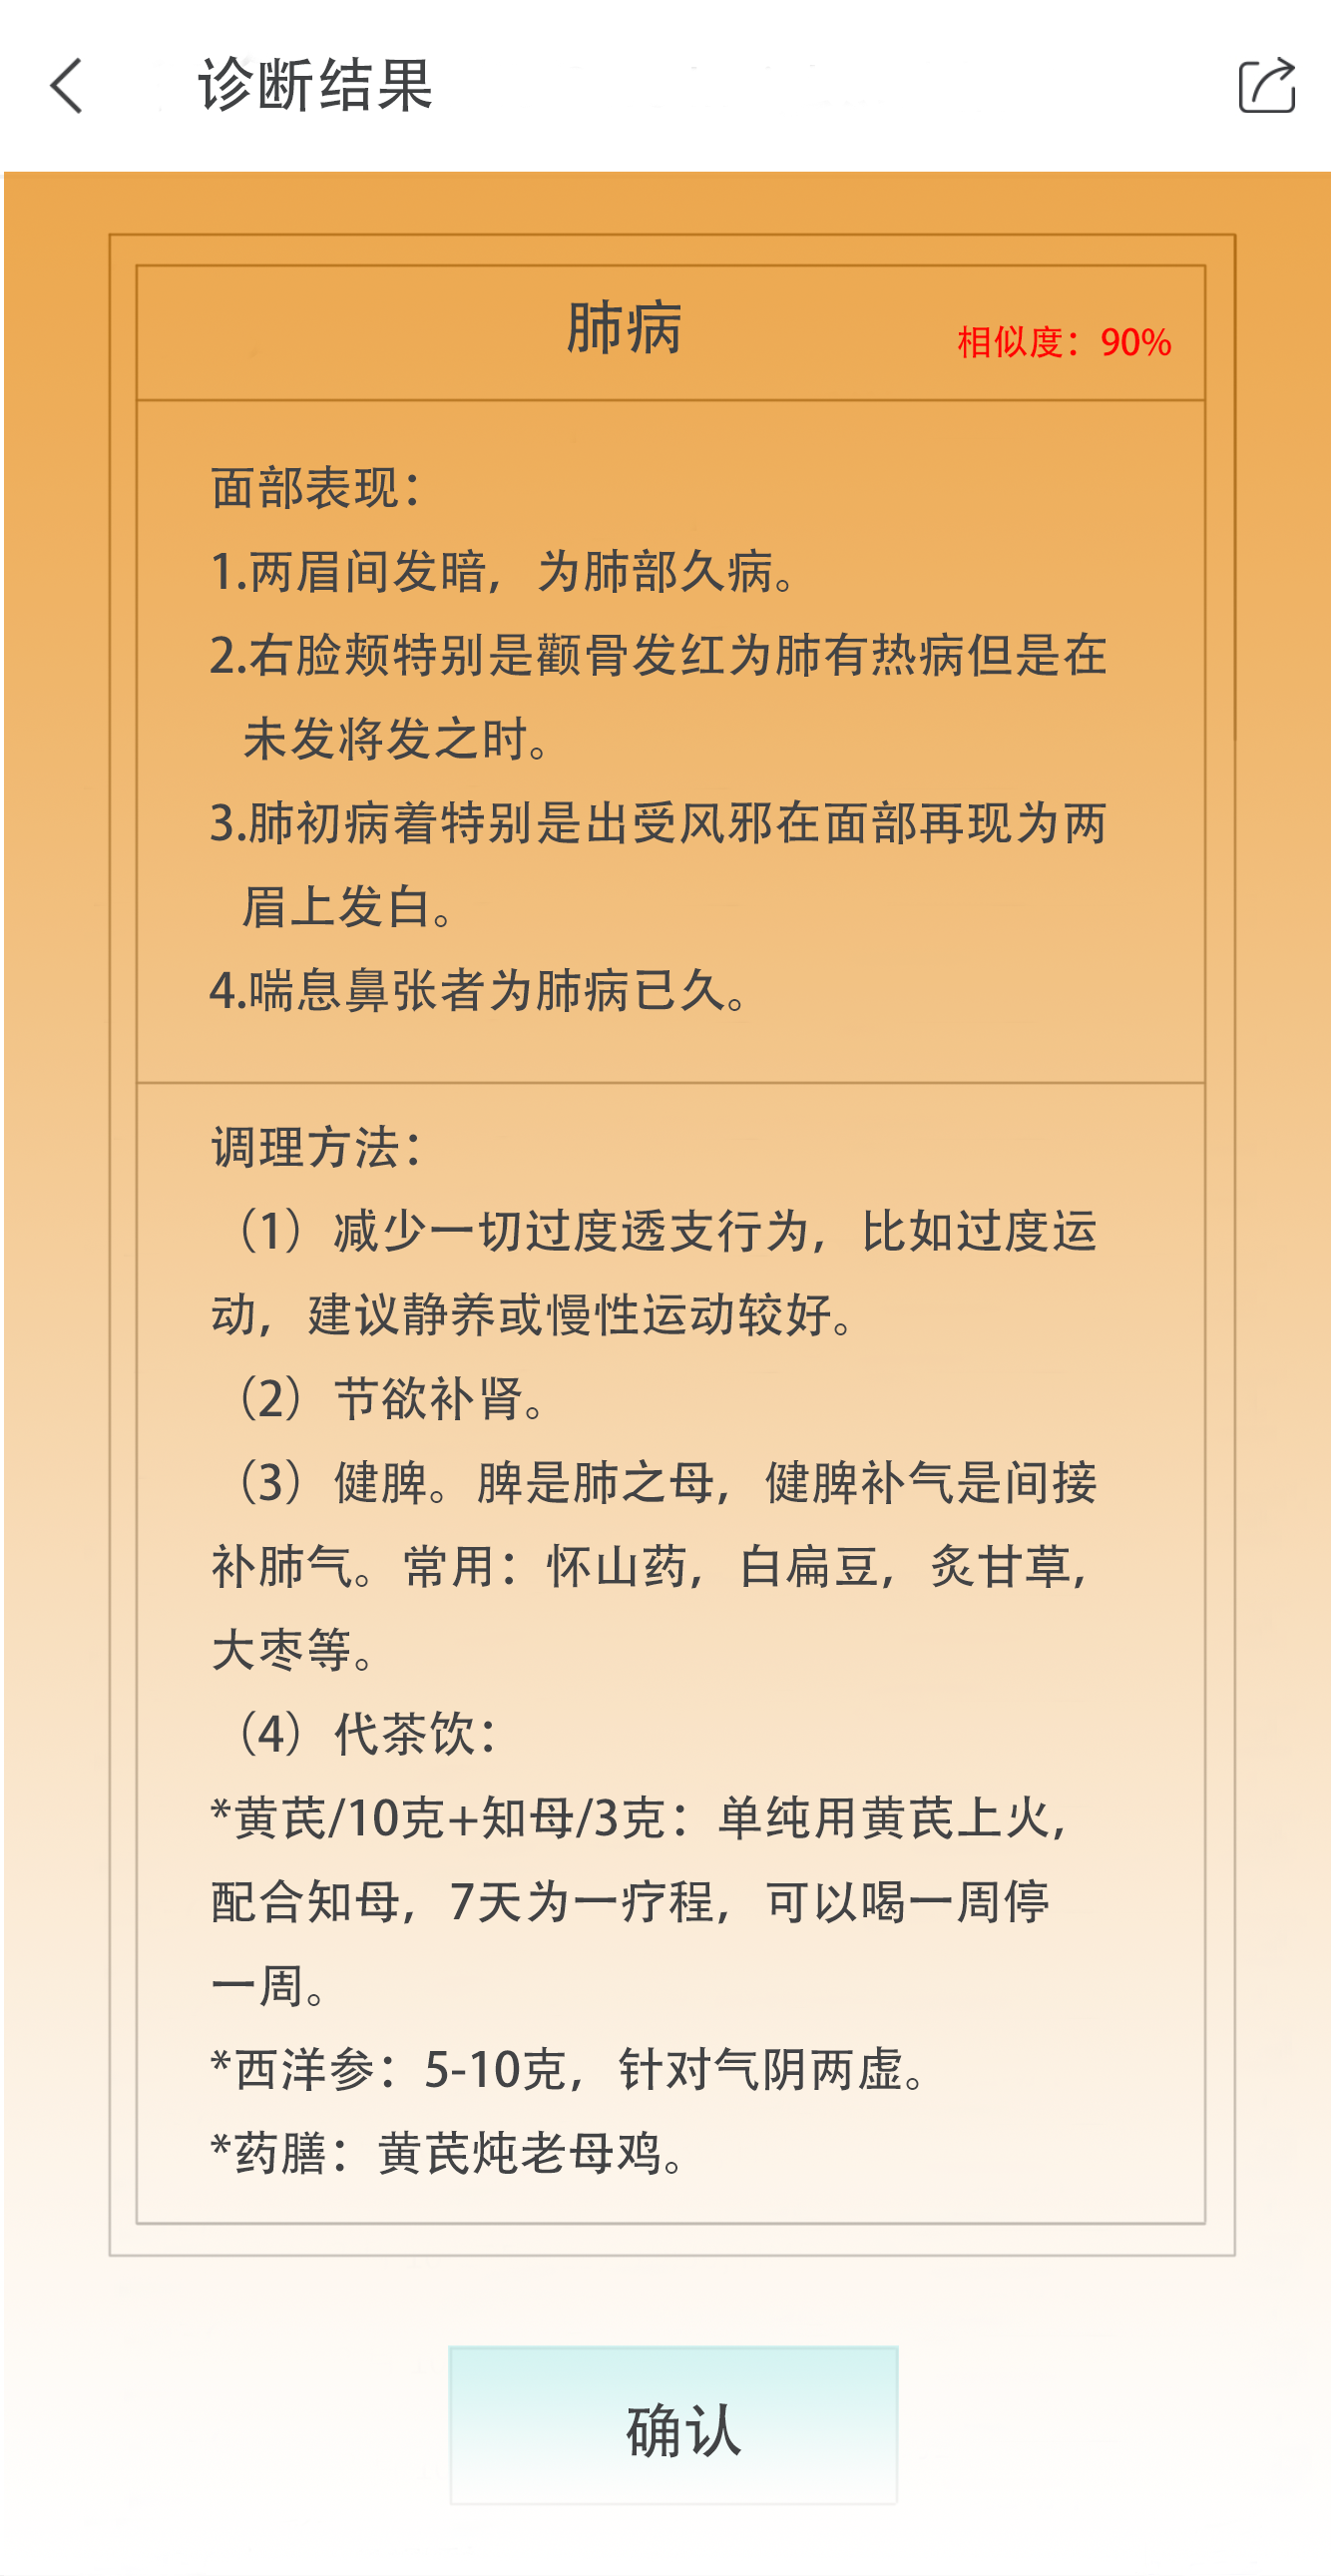 诊断结果
肺病
相似度：90%
面部表现：
1.两眉间发暗，为肺部久病。
2.右脸颊特别是颧骨发红为肺有热病但是在
未发将发之时。
3.肺初病着特别是出受风邪在面部再现为两
眉上发白。
4.喘息鼻张者为肺病已久。
调理方法：
（1）减少一切过度透支行为，比如过度运
动，建议静养或慢性运动较好。
（2）节欲补肾。
（3）健脾。脾是肺之母，健脾补气是间接
补肺气。常用：怀山药，白扁豆，炙甘草，
大枣等。
（4）代茶饮：
*黄芪/10克+知母/3克：单纯用黄芪上火，
配合知母，7天为一疗程，可以喝一周停
一周。
*西洋参：5-10克，针对气阴两虚。
*药膳：黄芪炖老母鸡。
确认